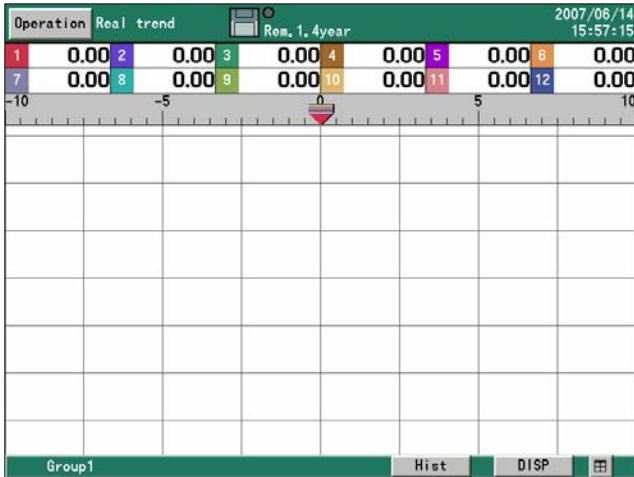 Operation Real trend Rem. 1. 4year 2007/06/14
15:57:15
1 0.00 2 0.00 3 0.00 4 0.00 5 0.00 6 0.00
7 0.00 8 0.00 9 0.00 10 0.00 11 0.00 12 0.00
-10 -5 0 5 10
Group1 Hist DISP